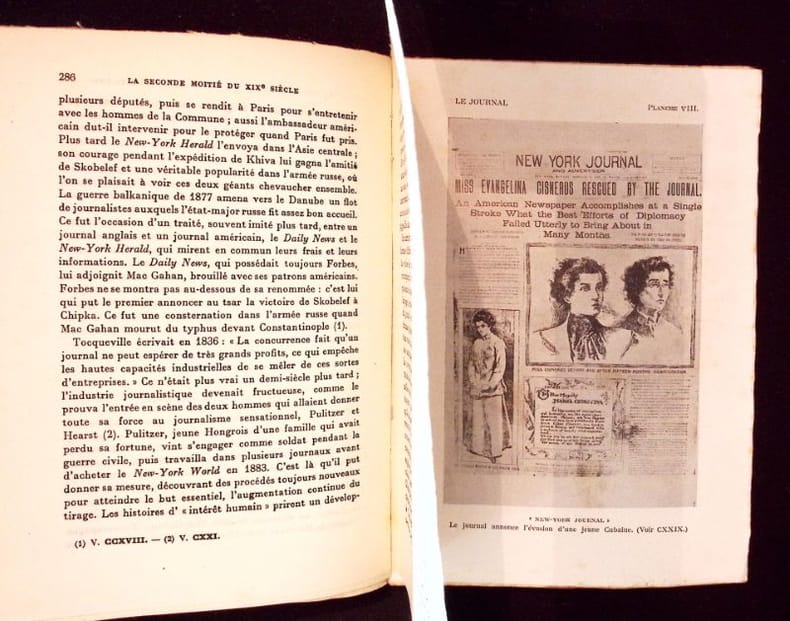 286
LA SECONDE MOITIÉ DU XIXᵉ SIÈCLE
plusieurs députés, puis se rendit à Paris pour s'entretenir
avec les hommes de la Commune ; aussi l'ambassadeur améri-
cain dut-il intervenir pour le protéger quand Paris fut pris.
Plus tard le New-York Herald l'envoya dans l'Asie centrale ;
son courage pendant l'expédition de Khiva lui gagna l'amitié
de Skobelef et une véritable popularité dans l'armée russe, où
l'on se plaisait à voir ces deux géants chevaucher ensemble.
La guerre balkanique de 1877 amena vers le Danube un flot
de journalistes auxquels l'état-major russe fit assez bon accueil.
Ce fut l'occasion d'un traité, souvent imité plus tard, entre un
journal anglais et un journal américain, le Daily News et le
New-York Herald, qui mirent en commun leurs frais et leurs
informations. Le Daily News, qui possédait toujours Forbes,
lui adjoignit Mac Gahan, brouillé avec ses patrons américains.
Forbes ne se montra pas au-dessous de sa renommée : c'est lui
qui put le premier annoncer au tsar la victoire de Skobelef à
Chipka. Ce fut une consternation dans l'armée russe quand
Mac Gahan mourut du typhus devant Constantinople (1).
Tocqueville écrivait en 1836 : « La concurrence fait qu'un
journal ne peut espérer de très grands profits, ce qui empêche
les hautes capacités industrielles de se mêler de ces sortes
d'entreprises. » Ce n'était plus vrai un demi-siècle plus tard ;
l'industrie journalistique devenait fructueuse, comme le
prouva l'entrée en scène des deux hommes qui allaient donner
toute sa force au journalisme sensationnel, Pulitzer et
Hearst (2). Pulitzer, jeune Hongrois d'une famille qui avait
perdu sa fortune, vint s'engager comme soldat pendant la
guerre civile, puis travailla dans plusieurs journaux avant
d'acheter le New-York World en 1883. C'est là qu'il put
donner sa mesure, découvrant des procédés toujours nouveaux
pour atteindre le but essentiel, l'augmentation continue du
tirage. Les histoires d' « intérêt humain » prirent un dévelop-
(1) V. CCXVIII. — (2) V. CXXI.
LE JOURNAL
PLANCHE VIII.
NEW YORK JOURNAL
AND ADVERTISER
MISS EVANGELINA CISNEROS RESCUED BY THE JOURNAL.
An American Newspaper Accomplishes at a Single
Stroke What the Best Efforts of Diplomacy
Failed Utterly to Bring About in
Many Months.
« NEW-YORK JOURNAL »
Le journal annonce l'évasion d'une jeune Cubaine. (Voir CXXIX.)